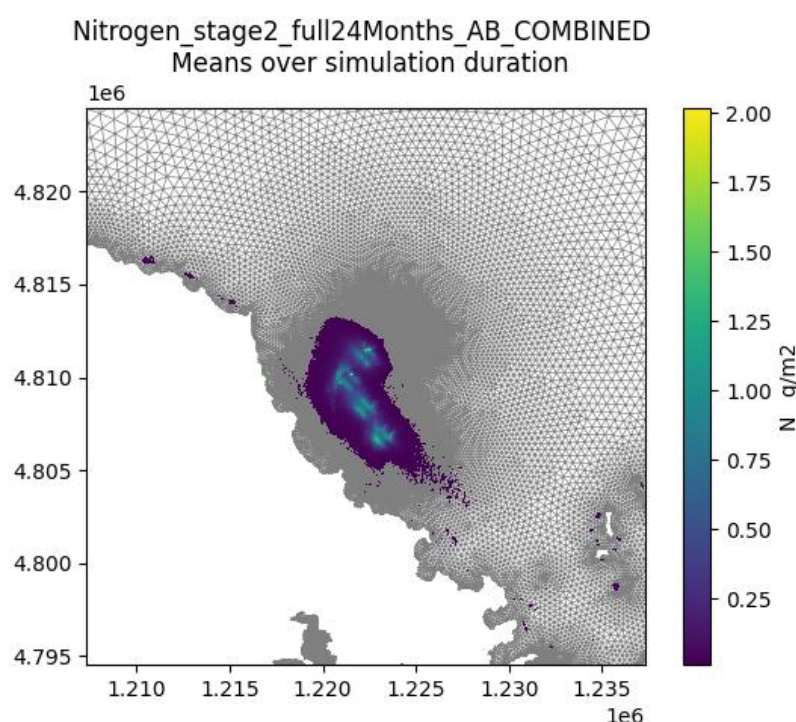 Nitrogen_stage2_full24Months_AB_COMBINED
Means over simulation duration
1e6
4.820
4.815
4.810
4.805
4.800
4.795
1.210 1.215 1.220 1.225 1.230 1.235
1e6
2.00
1.75
1.50
1.25
1.00
0.75
0.50
0.25
N g/m2